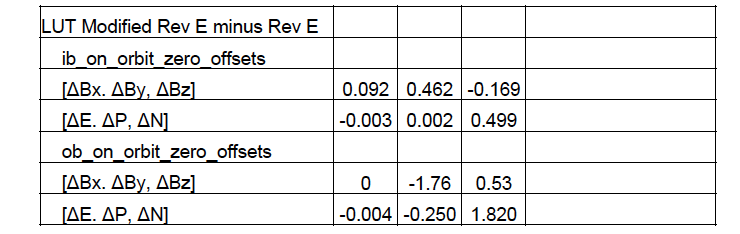 LUT Modified Rev E minus Rev E
ib_on_orbit_zero_offsets
[ΔBx. ΔBy, ΔBz] 0.092 0.462 -0.169
[ΔE. ΔP, ΔN] -0.003 0.002 0.499
ob_on_orbit_zero_offsets
[ΔBx. ΔBy, ΔBz] 0 -1.76 0.53
[ΔE. ΔP, ΔN] -0.004 -0.250 1.820